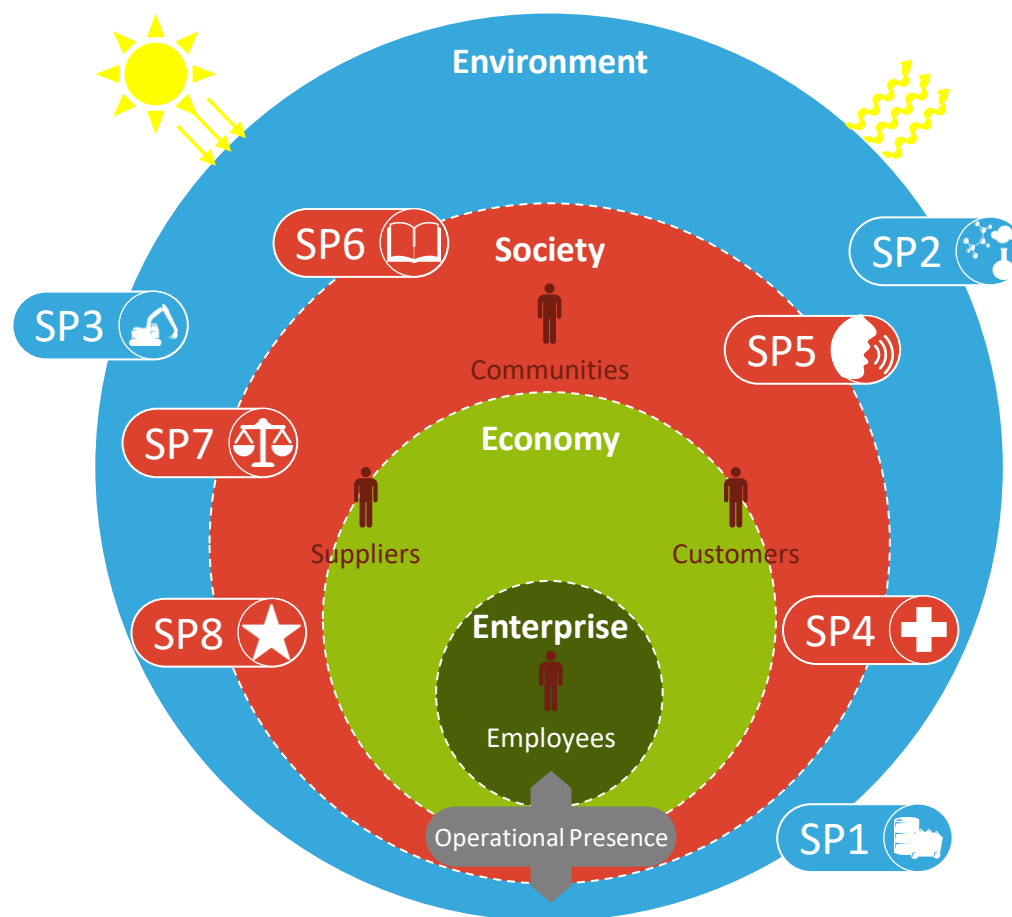 Environment
SP6
Society
SP2
SP3
SP5
Communities
SP7
Economy
Suppliers
Customers
SP8
Enterprise
SP4
Employees
Operational Presence
SP1